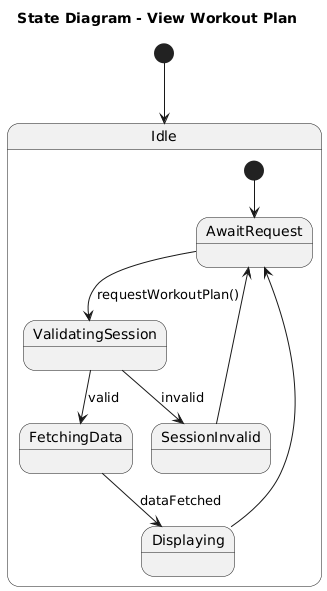 State Diagram - View Workout Plan
Idle
AwaitRequest
requestWorkoutPlan()
ValidatingSession
valid
invalid
FetchingData
SessionInvalid
dataFetched
Displaying